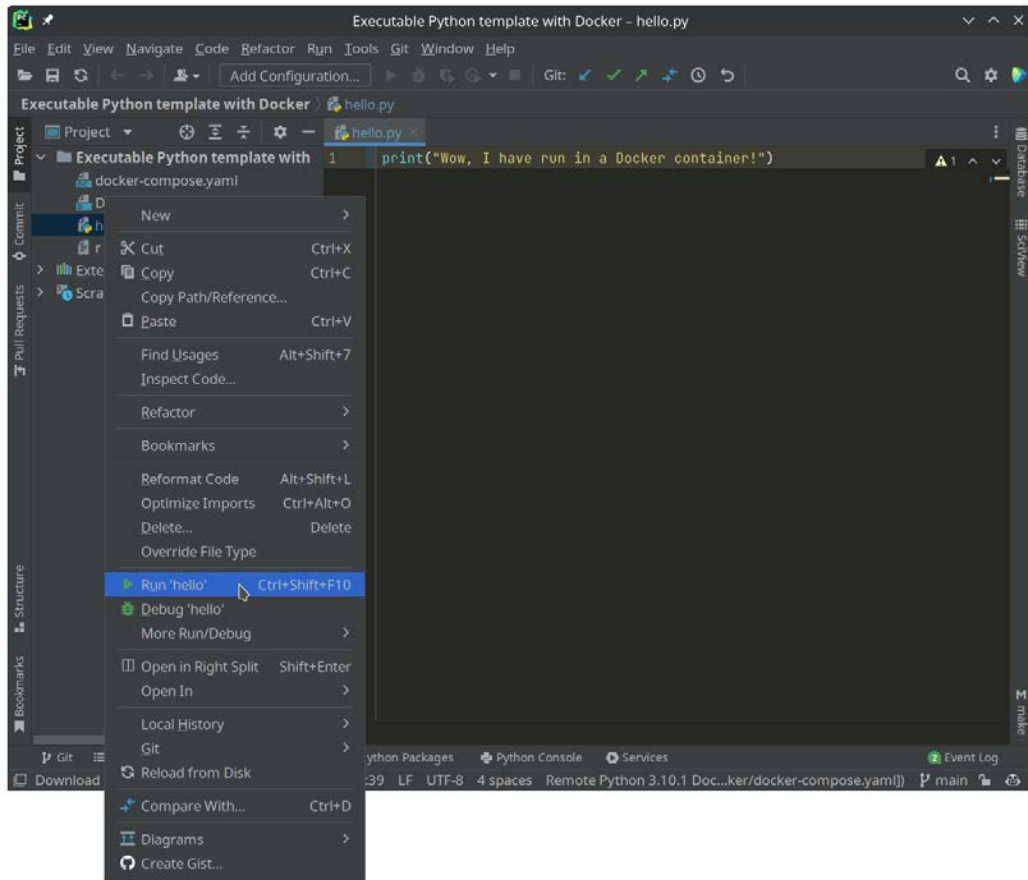 Executable Python template with Docker – hello.py
File Edit View Navigate Code Refactor Run Tools Git Window Help
Add Configuration... Git:
Executable Python template with Docker hello.py
Project
hello.py
Executable Python template with
1 print("Wow, I have run in a Docker container!")
1
docker-compose.yaml
D
h
r
Exte
Scra
Project
Commit
Pull Requests
Structure
Bookmarks
New
Cut Ctrl+X
Copy Ctrl+C
Copy Path/Reference...
Paste Ctrl+V
Find Usages Alt+Shift+7
Inspect Code...
Refactor
Bookmarks
Reformat Code Alt+Shift+L
Optimize Imports Ctrl+Alt+O
Delete... Delete
Override File Type
Run 'hello' Ctrl+Shift+F10
Debug 'hello'
More Run/Debug
Open in Right Split Shift+Enter
Open In
Local History
Git
Reload from Disk
Compare With... Ctrl+D
Diagrams
Create Gist...
Database
SciView
M make
Git
ython Packages Python Console Services 2 Event Log
Download
:39 LF UTF-8 4 spaces Remote Python 3.10.1 Doc...ker/docker-compose.yaml]) main